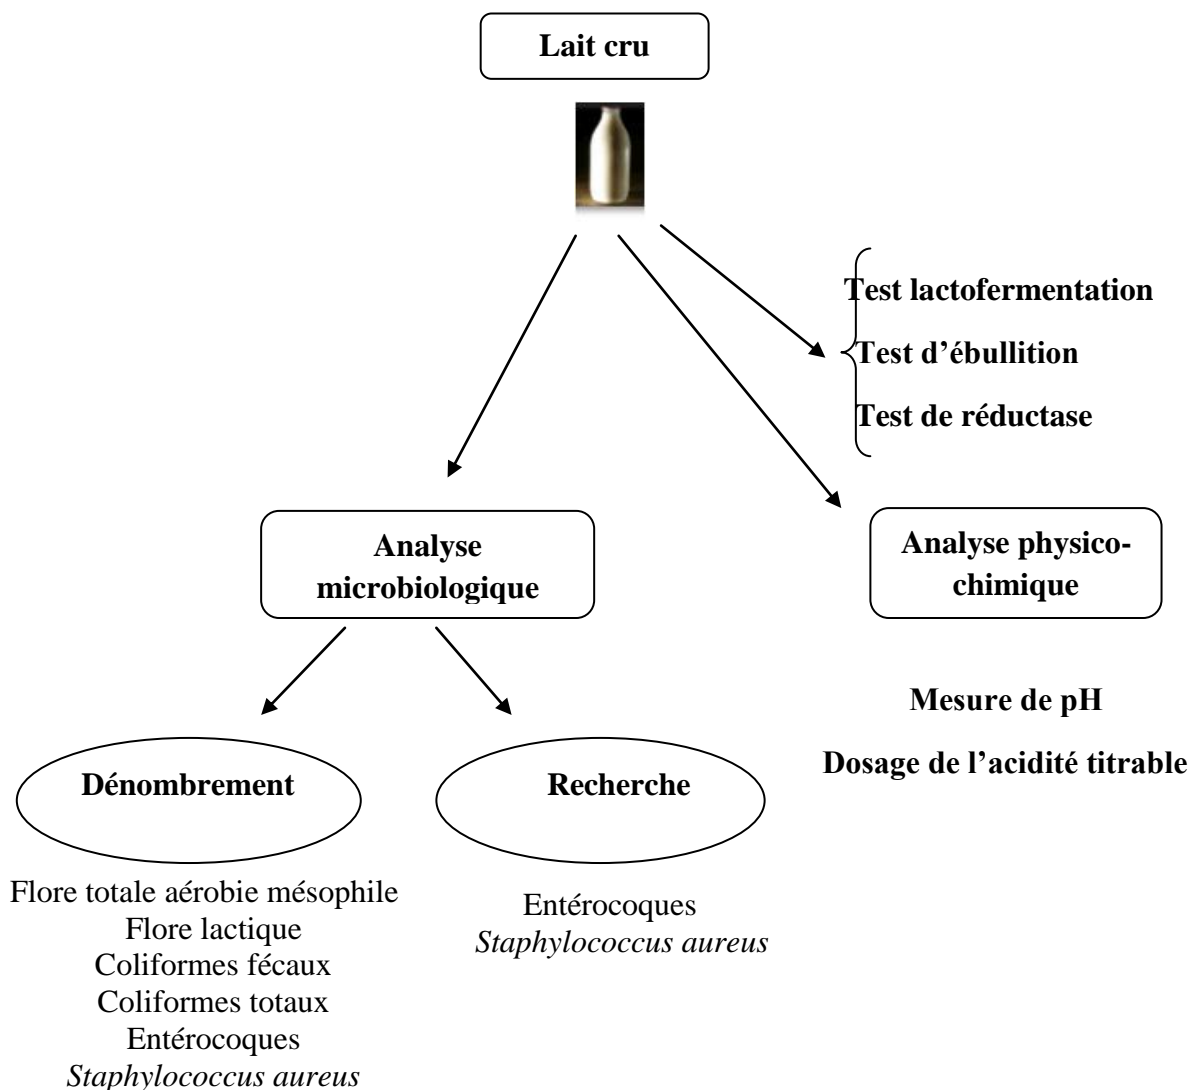 Lait cru
Test lactofermentation
Test d’ébullition
Test de réductase
Analyse
microbiologique
Analyse physico-
chimique
Mesure de pH
Dosage de l’acidité titrable
Dénombrement
Recherche
Flore totale aérobie mésophile
Flore lactique
Coliformes fécaux
Coliformes totaux
Entérocoques
Staphylococcus aureus
Entérocoques
Staphylococcus aureus